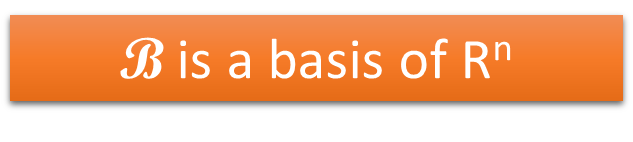 ℬ is a basis of Rⁿ